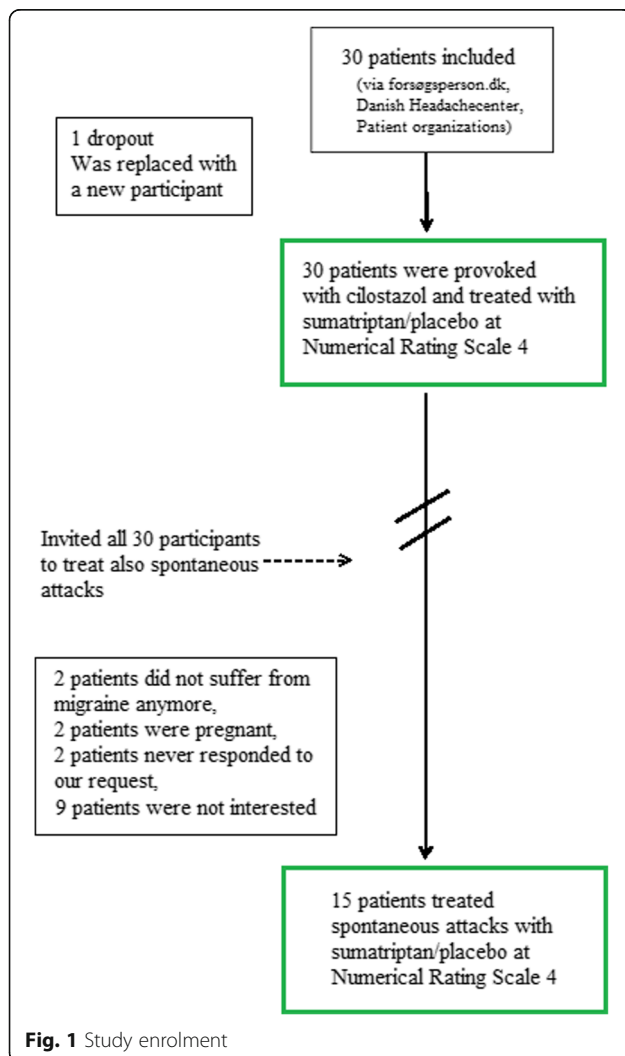 30 patients included
(via forsøgsperson.dk,
Danish Headachecenter,
Patient organizations)
1 dropout
Was replaced with
a new participant
30 patients were provoked
with cilostazol and treated with
sumatriptan/placebo at
Numerical Rating Scale 4
Invited all 30 participants
to treat also spontaneous
attacks
2 patients did not suffer from
migraine anymore,
2 patients were pregnant,
2 patients never responded to
our request,
9 patients were not interested
15 patients treated
spontaneous attacks with
sumatriptan/placebo at
Numerical Rating Scale 4
Fig. 1 Study enrolment